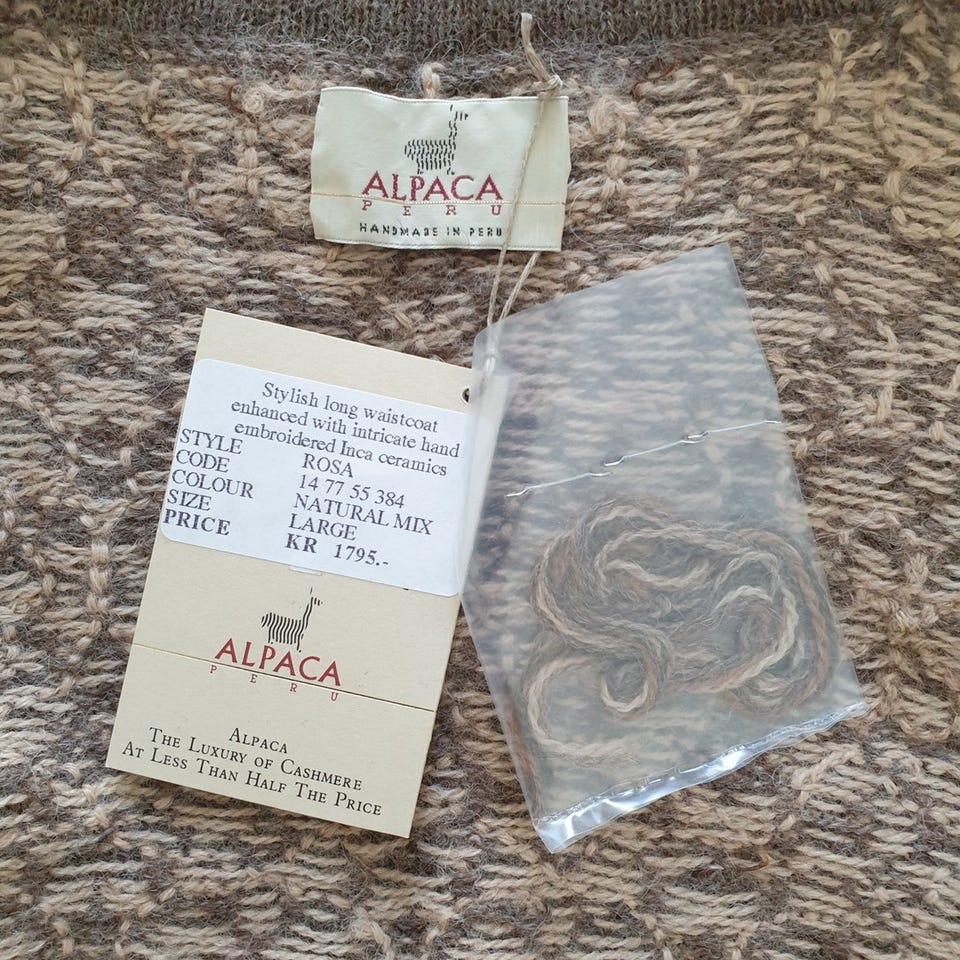 ALPACA
PERU
HANDMADE IN PERU
Stylish long waistcoat
enhanced with intricate hand
embroidered Inca ceramics
STYLE ROSA
CODE 14 77 55 384
COLOUR NATURAL MIX
SIZE LARGE
PRICE KR 1795.-
ALPACA
PERU
ALPACA
THE LUXURY OF CASHMERE
AT LESS THAN HALF THE PRICE